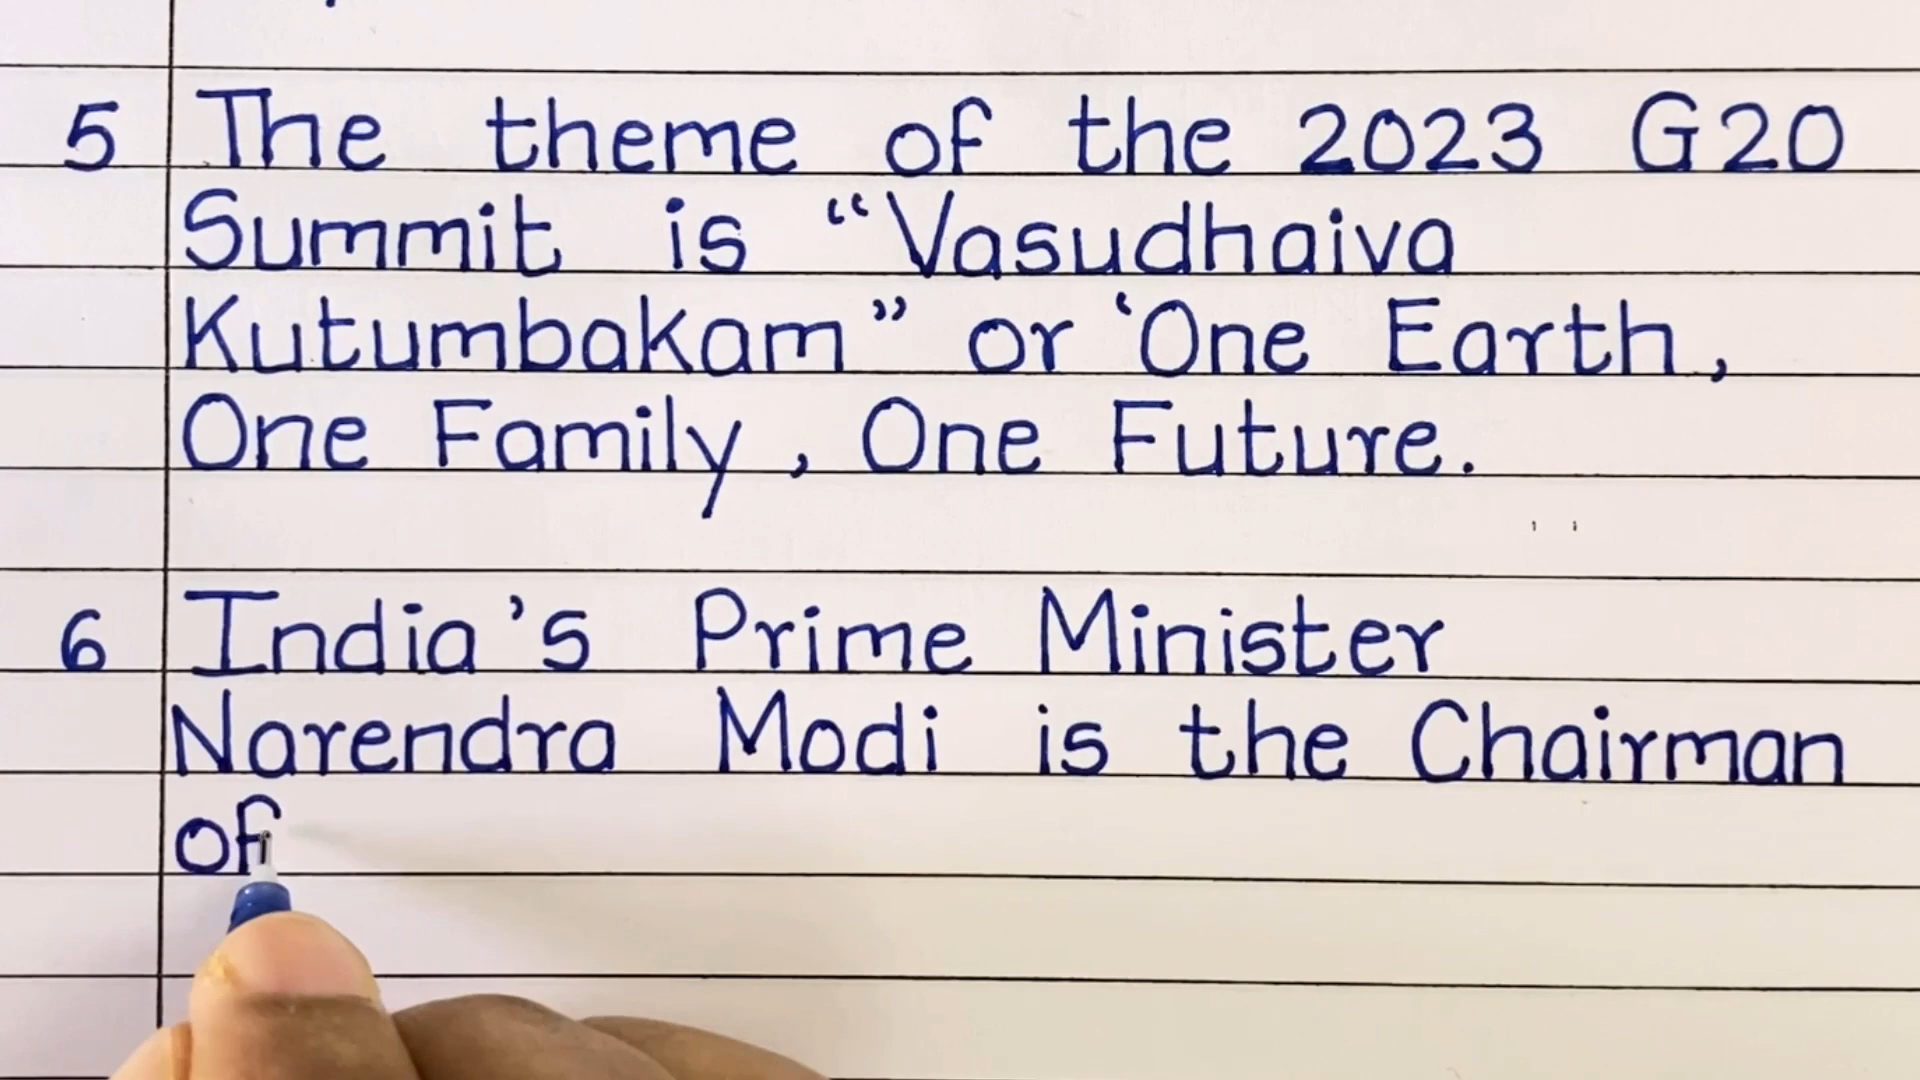 5 The theme of the 2023 G20
Summit is “Vasudhaiva
Kutumbakam” or ‘One Earth,
One Family, One Future.
6 India’s Prime Minister
Narendra Modi is the Chairman
of